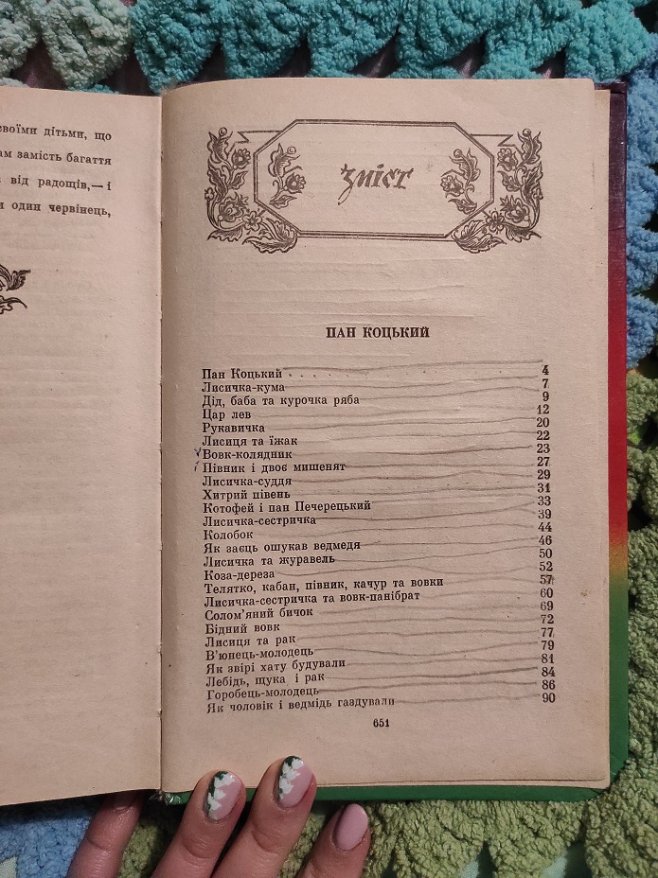 своїми дітьми, що
ам замість багаття
від радощів,— і
один червінець,
зміст
ПАН КОЦЬКИЙ
Пан Коцький . . . . . . . . 4
Лисичка-кума 7
Дід, баба та курочка ряба 9
Цар лев 12
Рукавичка 20
Лисиця та їжак 22
Вовк-колядник 23
Півник і двоє мишенят 27
Лисичка-суддя 29
Хитрий півень 31
Котофей і пан Печерецький 33
Лисичка-сестричка 39
Колобок 44
Як заєць ошукав ведмедя 46
Лисичка та журавель 50
Коза-дереза 52
Телятко, кабан, півник, качур та вовки 57
Лисичка-сестричка та вовк-панібрат 60
Солом'яний бичок 69
Бідний вовк 72
Лисиця та рак 77
В'юнець-молодець 79
Як звірі хату будували 81
Лебідь, щука і рак 84
Горобець-молодець 86
Як чоловік і ведмідь газдували 90
651